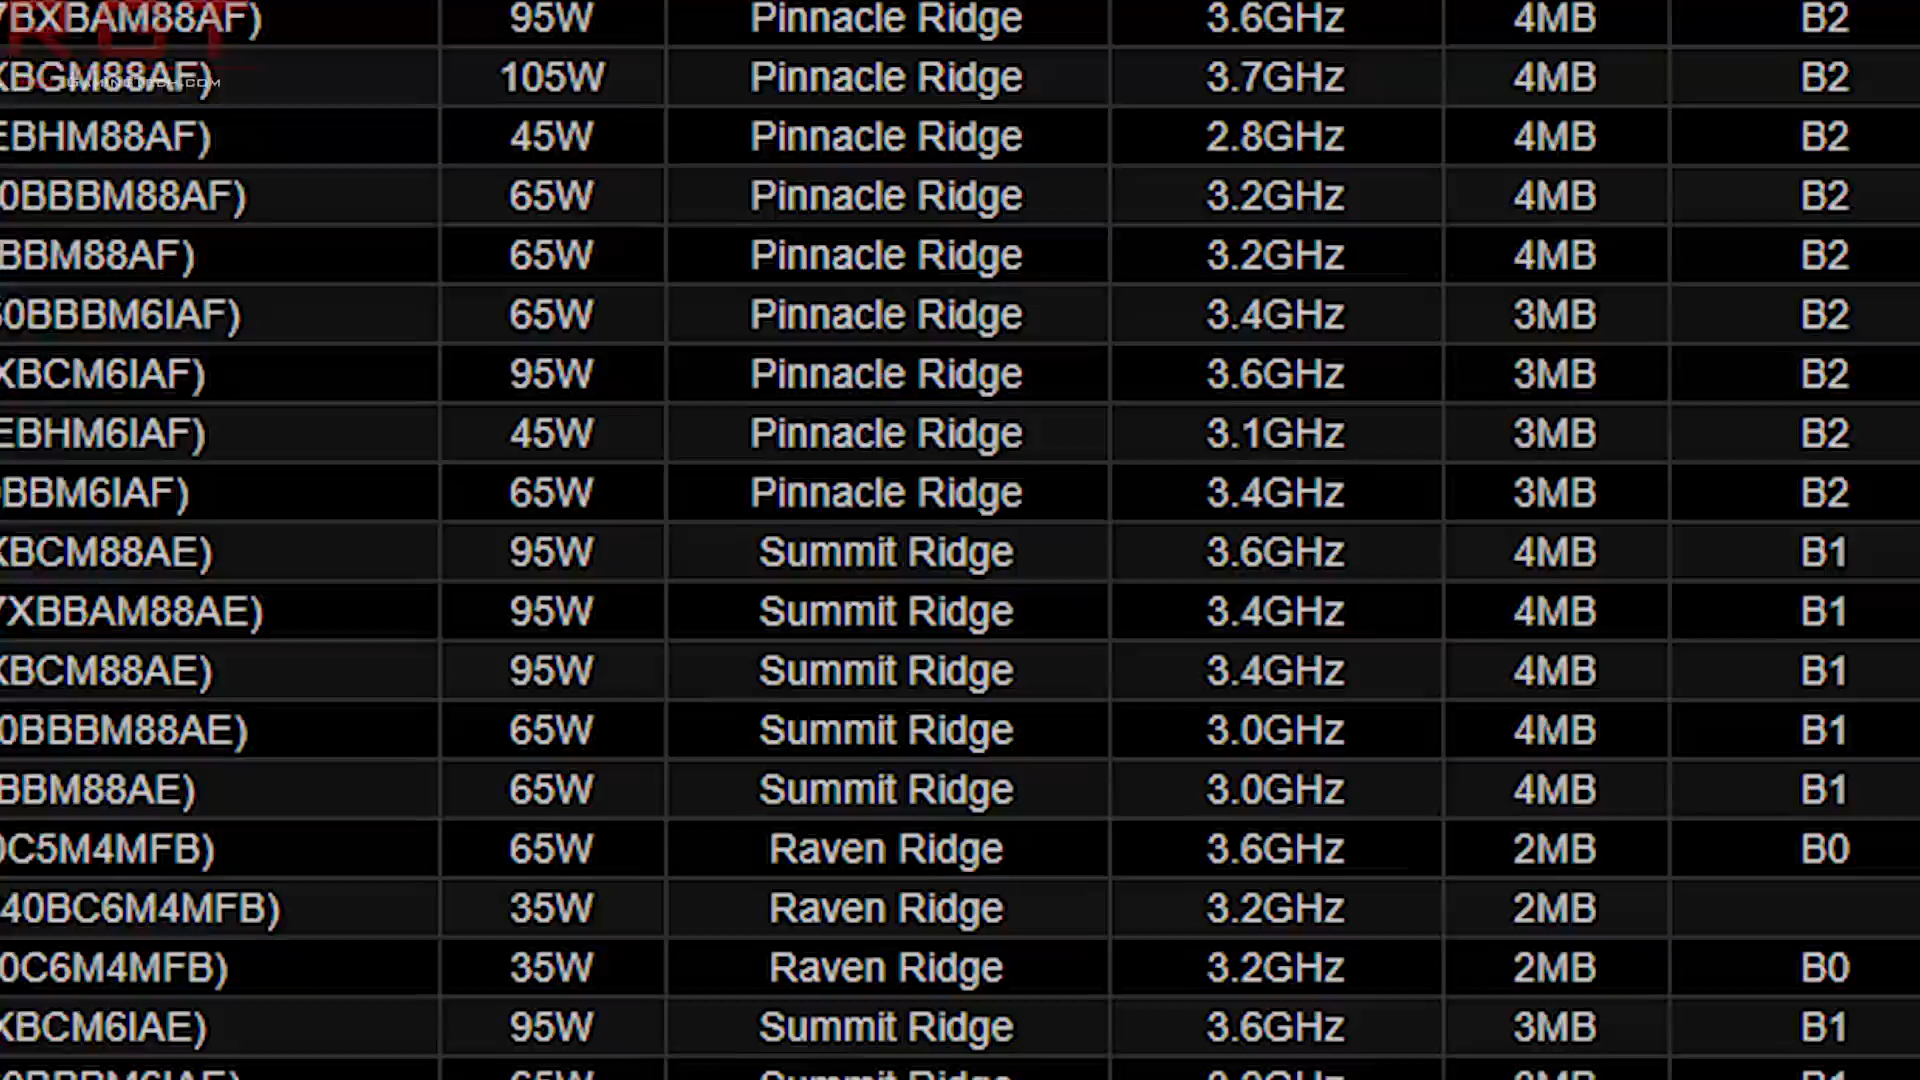 7BXBAM88AF) 95W Pinnacle Ridge 3.6GHz 4MB B2
XBGM88AF) 105W Pinnacle Ridge 3.7GHz 4MB B2
EBHM88AF) 45W Pinnacle Ridge 2.8GHz 4MB B2
0BBBM88AF) 65W Pinnacle Ridge 3.2GHz 4MB B2
BBM88AF) 65W Pinnacle Ridge 3.2GHz 4MB B2
60BBBM6IAF) 65W Pinnacle Ridge 3.4GHz 3MB B2
XBCM6IAF) 95W Pinnacle Ridge 3.6GHz 3MB B2
EBHM6IAF) 45W Pinnacle Ridge 3.1GHz 3MB B2
BBM6IAF) 65W Pinnacle Ridge 3.4GHz 3MB B2
XBCM88AE) 95W Summit Ridge 3.6GHz 4MB B1
7XBBAM88AE) 95W Summit Ridge 3.4GHz 4MB B1
XBCM88AE) 95W Summit Ridge 3.4GHz 4MB B1
0BBBM88AE) 65W Summit Ridge 3.0GHz 4MB B1
BBM88AE) 65W Summit Ridge 3.0GHz 4MB B1
0C5M4MFB) 65W Raven Ridge 3.6GHz 2MB B0
40BC6M4MFB) 35W Raven Ridge 3.2GHz 2MB
0C6M4MFB) 35W Raven Ridge 3.2GHz 2MB B0
XBCM6IAE) 95W Summit Ridge 3.6GHz 3MB B1
65W Summit Ridge B1